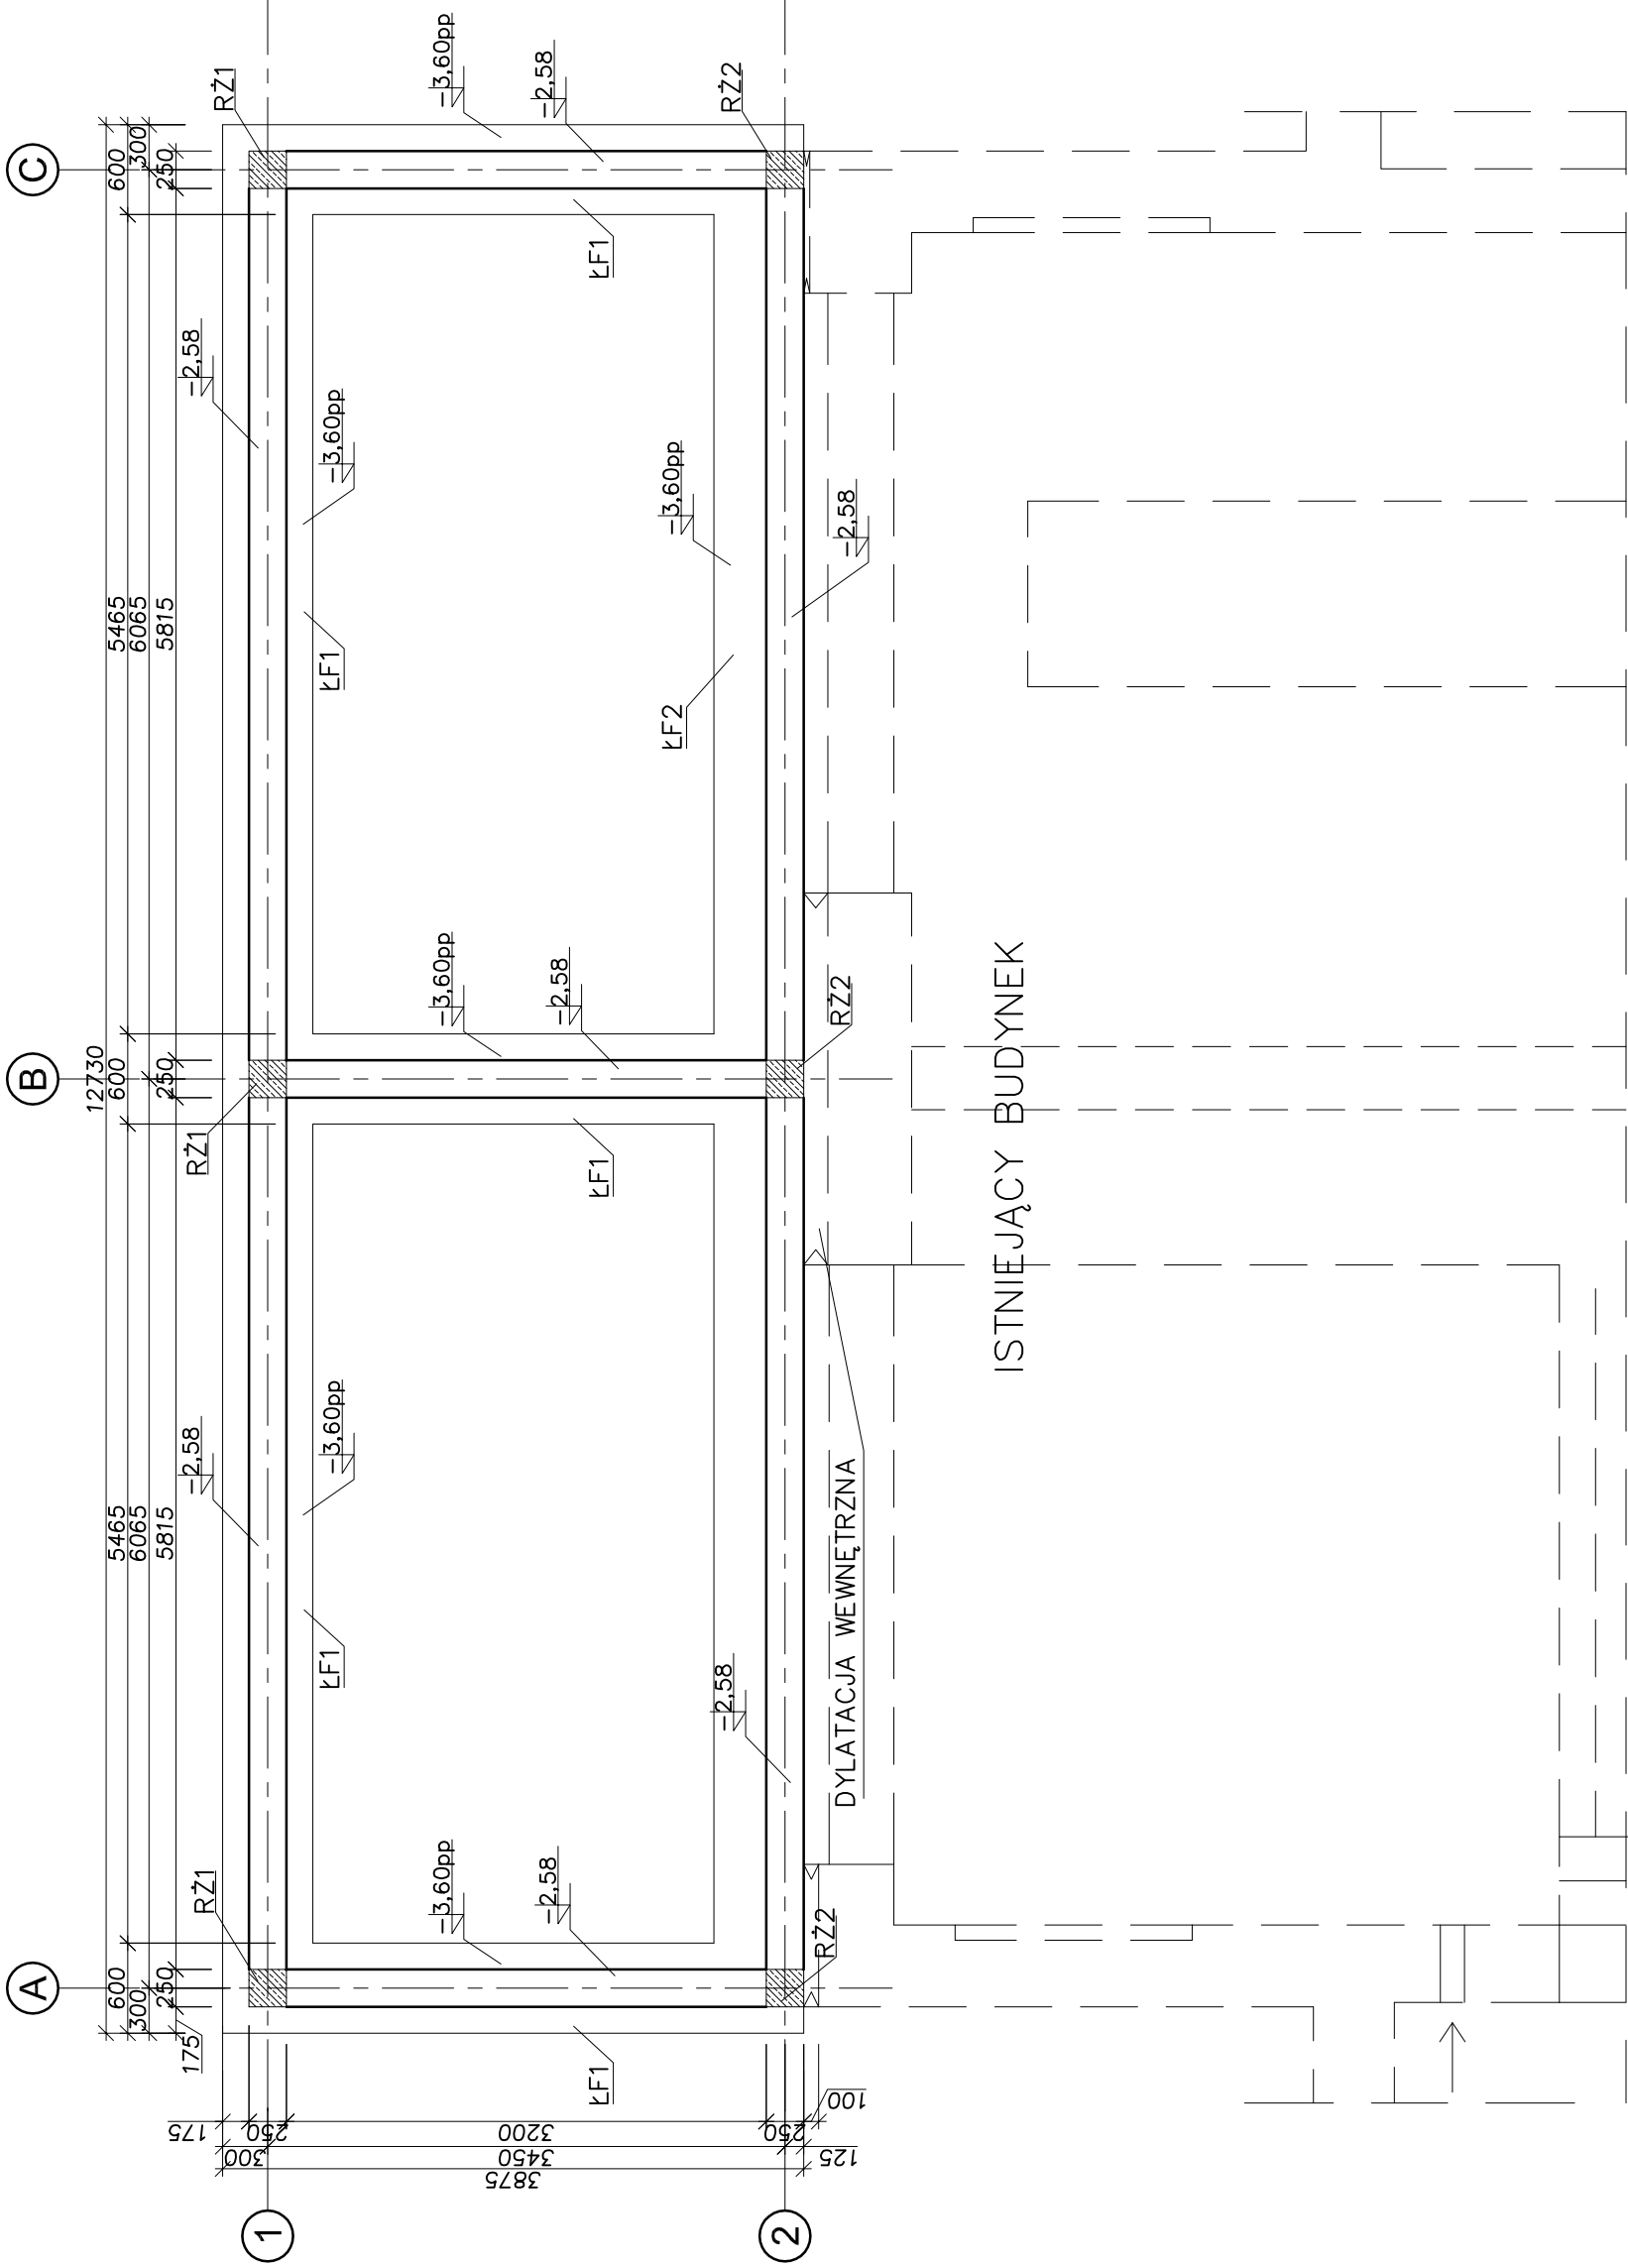 A
B
C
12730
600
5465
600
5465
600
300
6065
6065
300
250
5815
250
5815
250
175
RŻ1
RŻ1
RŻ1
-2,58
-2,58
-3,60pp
-3,60pp
ŁF1
ŁF1
-3,60pp
-3,60pp
-3,60pp
-2,58
-2,58
-2,58
ŁF1
ŁF1
ŁF1
-3,60pp
ŁF2
-2,58
-2,58
RŻ2
RŻ2
RŻ2
DYLATACJA WEWNĘTRZNA
ISTNIEJĄCY BUDYNEK
175
250
3200
250
100
300
3450
125
3875
1
2